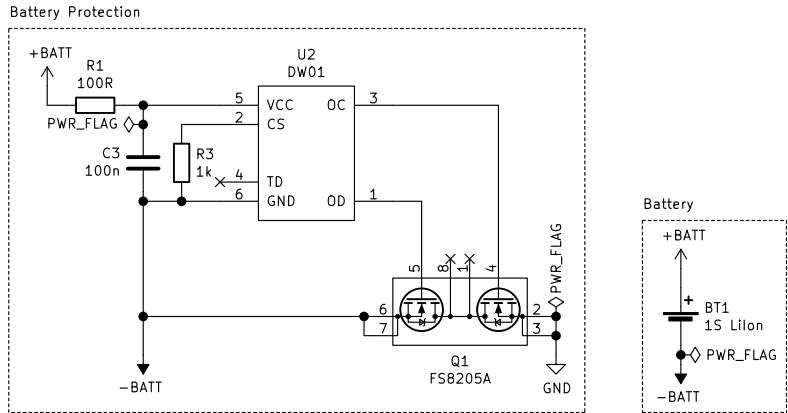 Battery Protection
+BATT
R1
100R
PWR_FLAG
C3
100n
R3
1k
U2
DW01
5
VCC
OC
3
2
CS
4
TD
6
GND
OD
1
5
8
1
4
PWR_FLAG
6
7
2
3
Q1
FS8205A
-BATT
GND
Battery
+BATT
+
BT1
1S LiIon
PWR_FLAG
-BATT